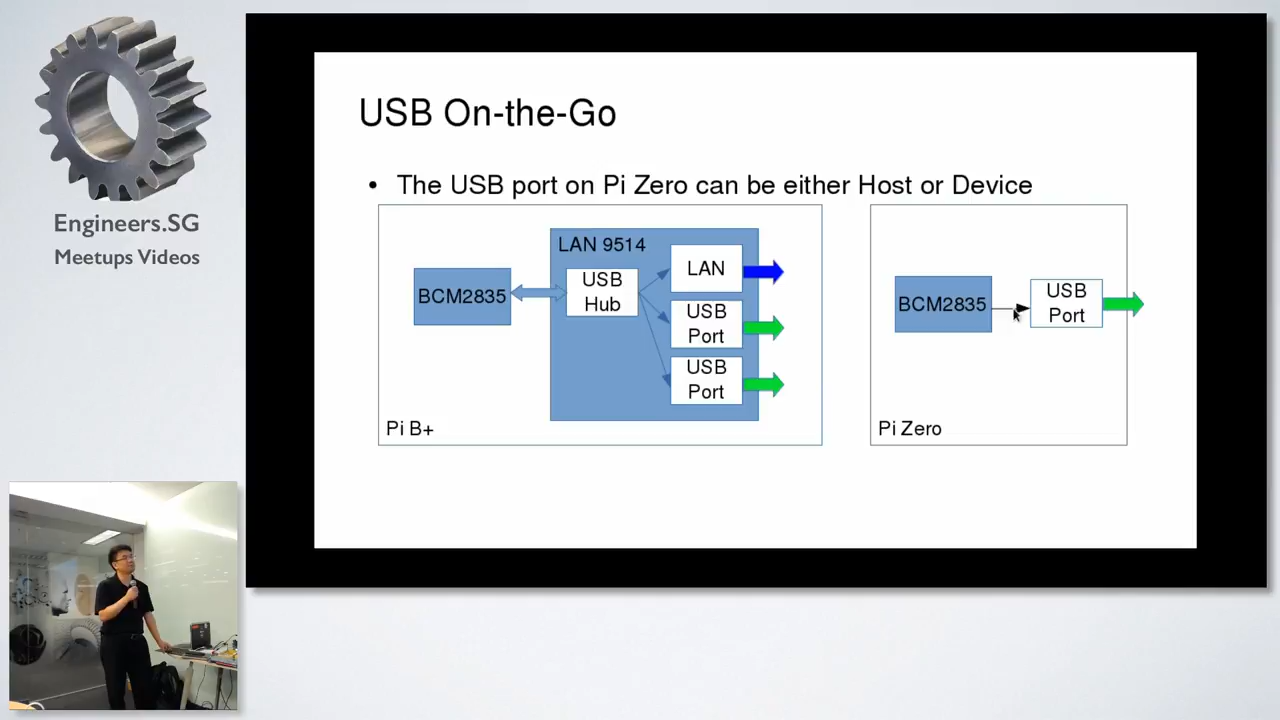 Engineers.SG
Meetups Videos
USB On-the-Go
• The USB port on Pi Zero can be either Host or Device
LAN 9514
BCM2835
USB
Hub
LAN
USB
Port
USB
Port
Pi B+
BCM2835
USB
Port
Pi Zero